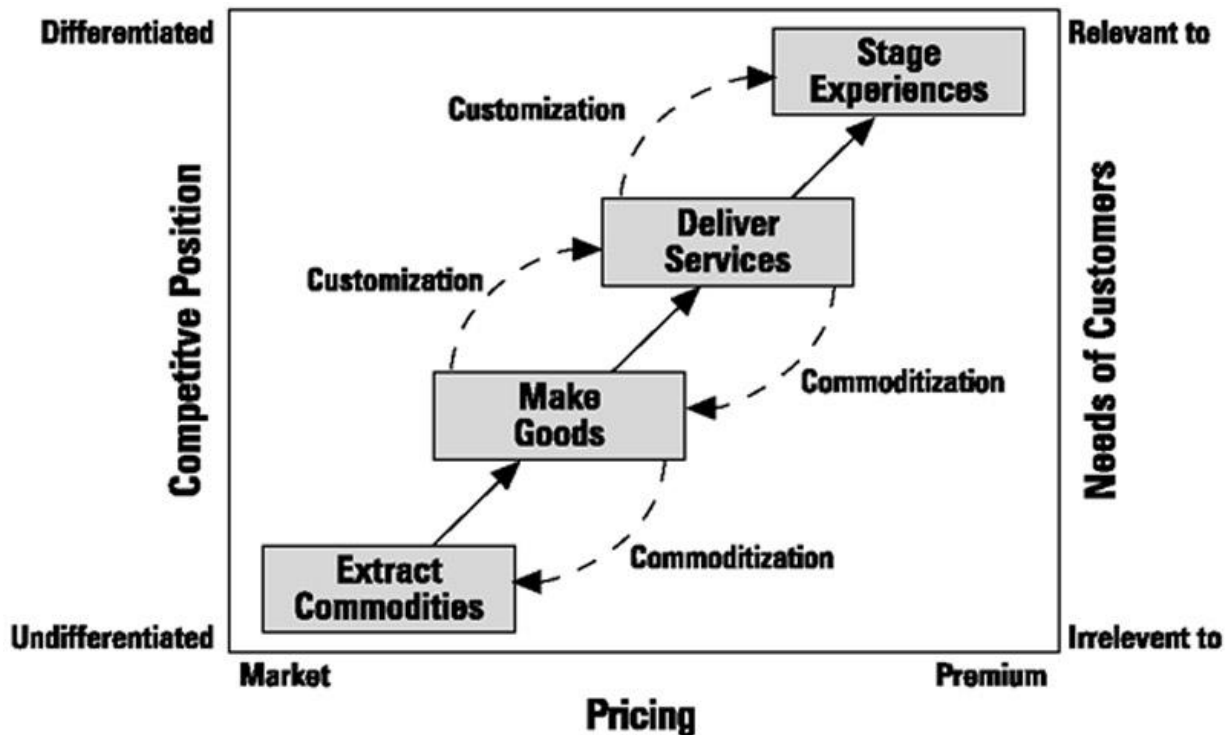 Differentiated
Relevant to
Stage
Experiences
Customization
Competitve Position
Needs of Customers
Deliver
Services
Customization
Commoditization
Make
Goods
Commoditization
Extract
Commodities
Undifferentiated
Irrelevent to
Market
Premium
Pricing